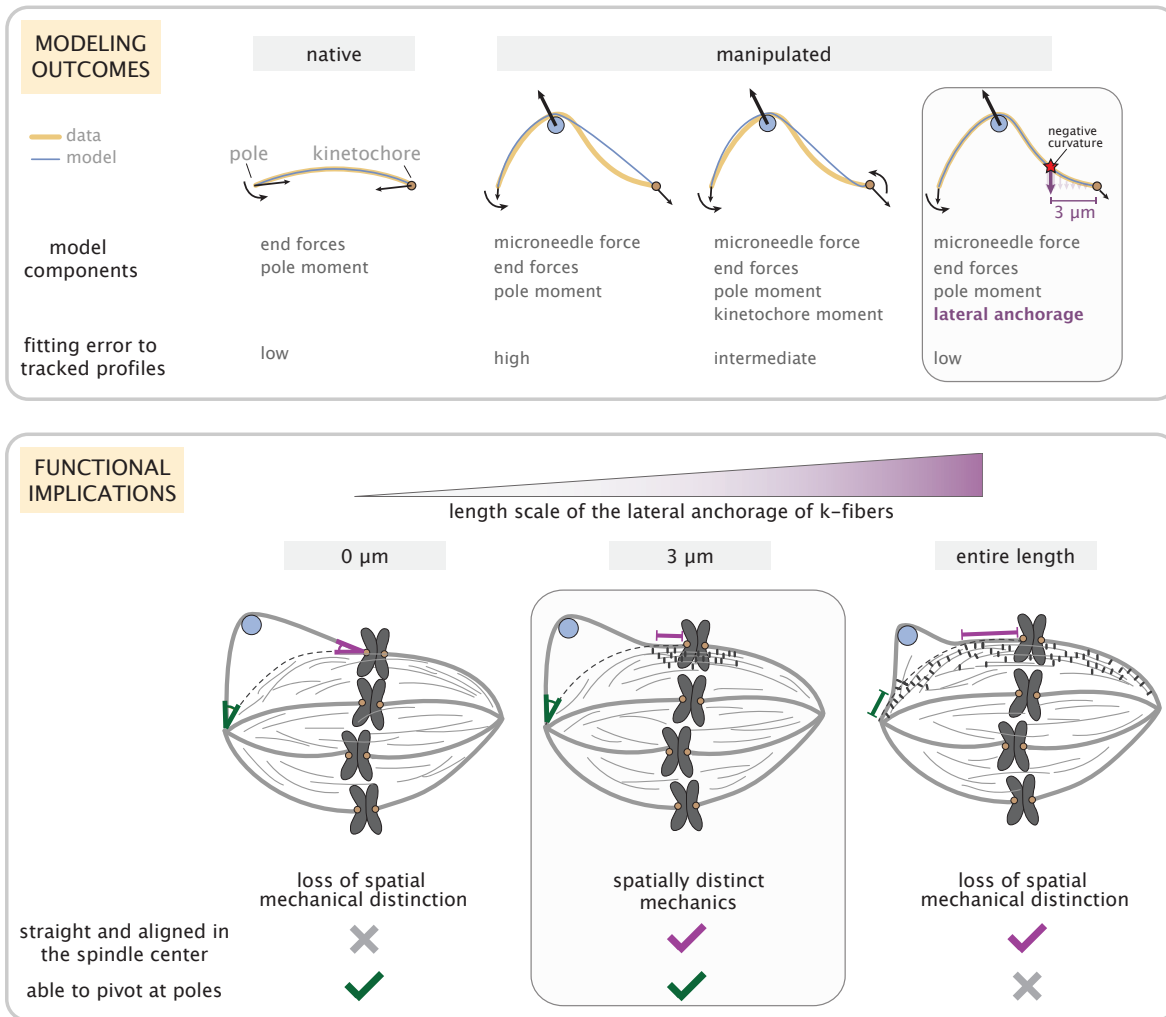 MODELING
OUTCOMES
native
manipulated
data
model
pole
kinetochore
negative
curvature
3 µm
model
components
end forces
pole moment
microneedle force
end forces
pole moment
microneedle force
end forces
pole moment
kinetochore moment
microneedle force
end forces
pole moment
lateral anchorage
fitting error to
tracked profiles
low
high
intermediate
low
FUNCTIONAL
IMPLICATIONS
length scale of the lateral anchorage of k-fibers
0 µm
3 µm
entire length
loss of spatial
mechanical distinction
spatially distinct
mechanics
loss of spatial
mechanical distinction
straight and aligned in
the spindle center
able to pivot at poles